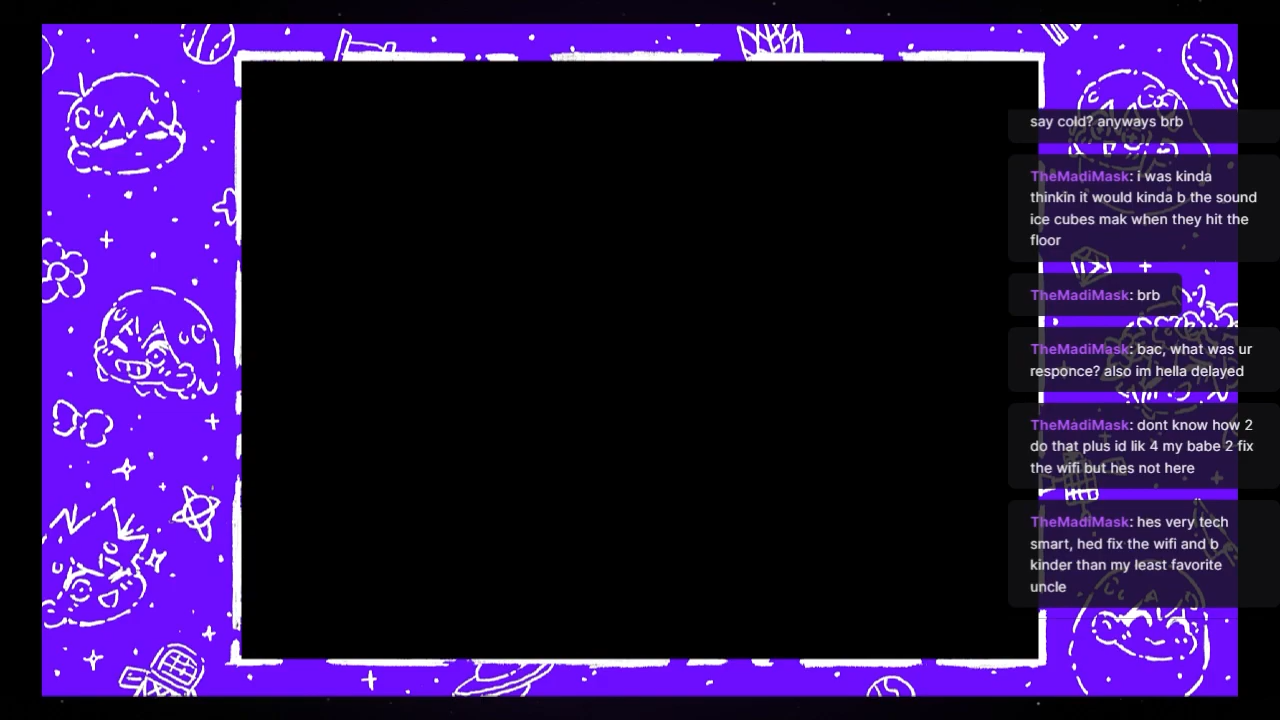 say cold? anyways brb
TheMadiMask: i was kinda
thinkin it would kinda b the sound
ice cubes mak when they hit the
floor
TheMadiMask: brb
TheMadiMask: bac, what was ur
responce? also im hella delayed
TheMadiMask: dont know how 2
do that plus id lik 4 my babe 2 fix
the wifi but hes not here
TheMadiMask: hes very tech
smart, hed fix the wifi and b
kinder than my least favorite
uncle